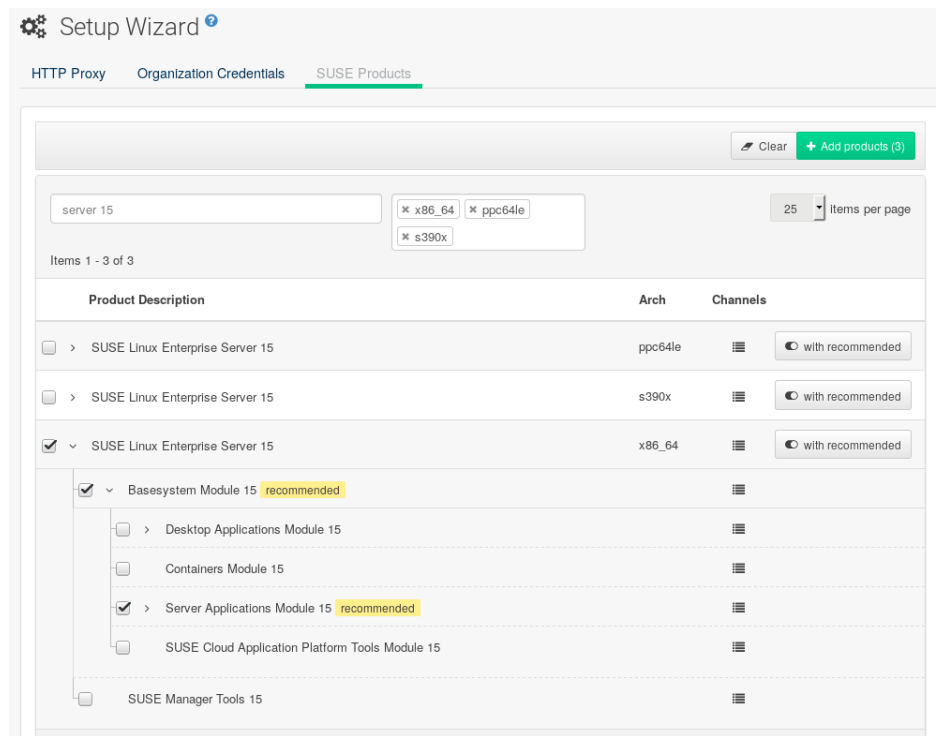 Setup Wizard ?
HTTP Proxy Organization Credentials SUSE Products
Clear + Add products (3)
server 15 × x86_64 × ppc64le 25 items per page
× s390x
Items 1 - 3 of 3
Product Description Arch Channels
> SUSE Linux Enterprise Server 15 ppc64le with recommended
> SUSE Linux Enterprise Server 15 s390x with recommended
SUSE Linux Enterprise Server 15 x86_64 with recommended
Basesystem Module 15 recommended
> Desktop Applications Module 15
Containers Module 15
> Server Applications Module 15 recommended
SUSE Cloud Application Platform Tools Module 15
SUSE Manager Tools 15